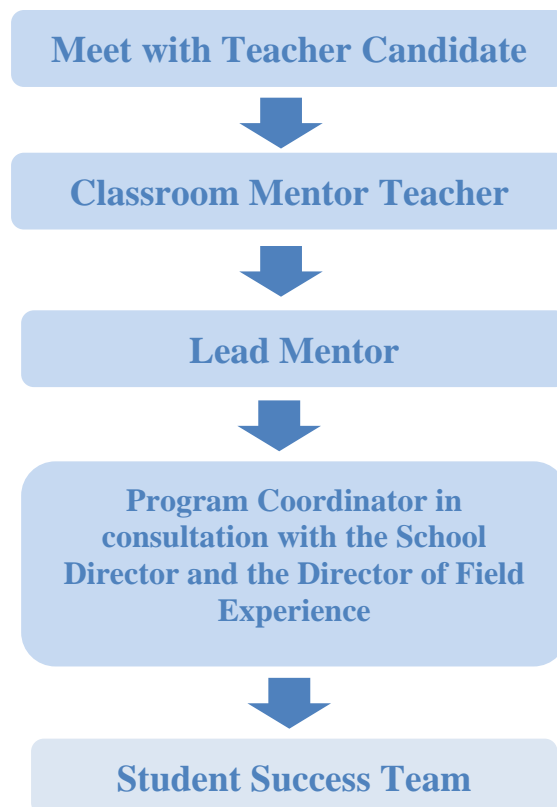 Meet with Teacher Candidate
Classroom Mentor Teacher
Lead Mentor
Program Coordinator in
consultation with the School
Director and the Director of Field
Experience
Student Success Team